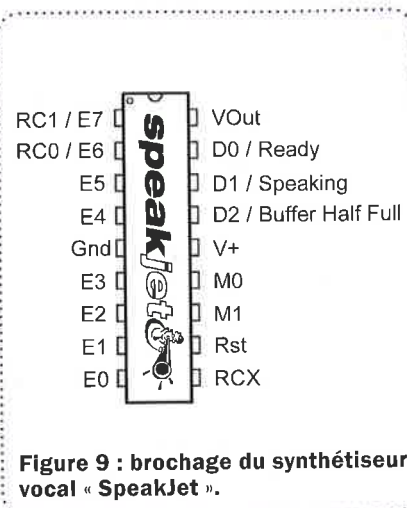 RC1 / E7
RC0 / E6
E5
E4
Gnd
E3
E2
E1
E0
speakjet
VOut
D0 / Ready
D1 / Speaking
D2 / Buffer Half Full
V+
M0
M1
Rst
RCX
Figure 9 : brochage du synthétiseur
vocal « SpeakJet ».